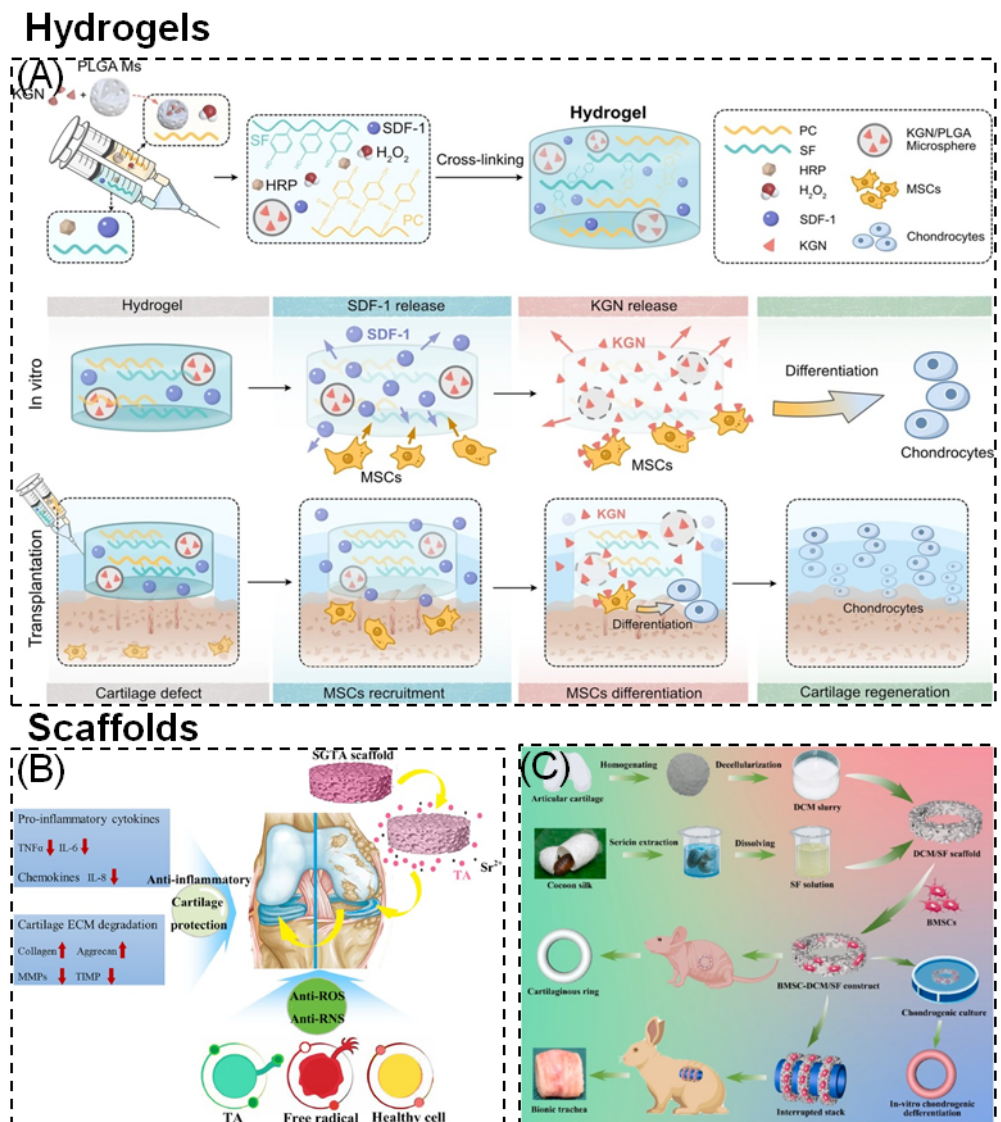 Hydrogels
(A)
PLGA Ms
KGN
+
SF
SDF-1
H2O2
HRP
PC
Cross-linking
Hydrogel
PC
SF
HRP
H2O2
SDF-1
KGN
KGN/PLGA
Microsphere
MSCs
Chondrocytes
Hydrogel
SDF-1 release
KGN release
In vitro
SDF-1
MSCs
KGN
MSCs
Differentiation
Chondrocytes
Transplantation
KGN
Differentiation
Chondrocytes
Cartilage defect
MSCs recruitment
MSCs differentiation
Cartilage regeneration
Scaffolds
(B)
SGTA scaffold
Pro-inflammatory cytokines
TNFα IL-6
Chemokines IL-8
Anti-inflammatory
Cartilage
protection
Cartilage ECM degradation
Collagen Aggrecan
MMPs TIMP
Sr2+
TA
Anti-ROS
Anti-RNS
TA
Free radical
Healthy cell
(C)
Articular cartilage
Homogenating
Decellularization
DCM slurry
DCM/SF scaffold
Cocoon silk
Sericin extraction
Dissolving
SF solution
BMSCs
Cartilaginous ring
BMSC-DCM/SF construct
Chondrogenic culture
Bionic trachea
Interrupted stack
In-vitro chondrogenic
defferentiation